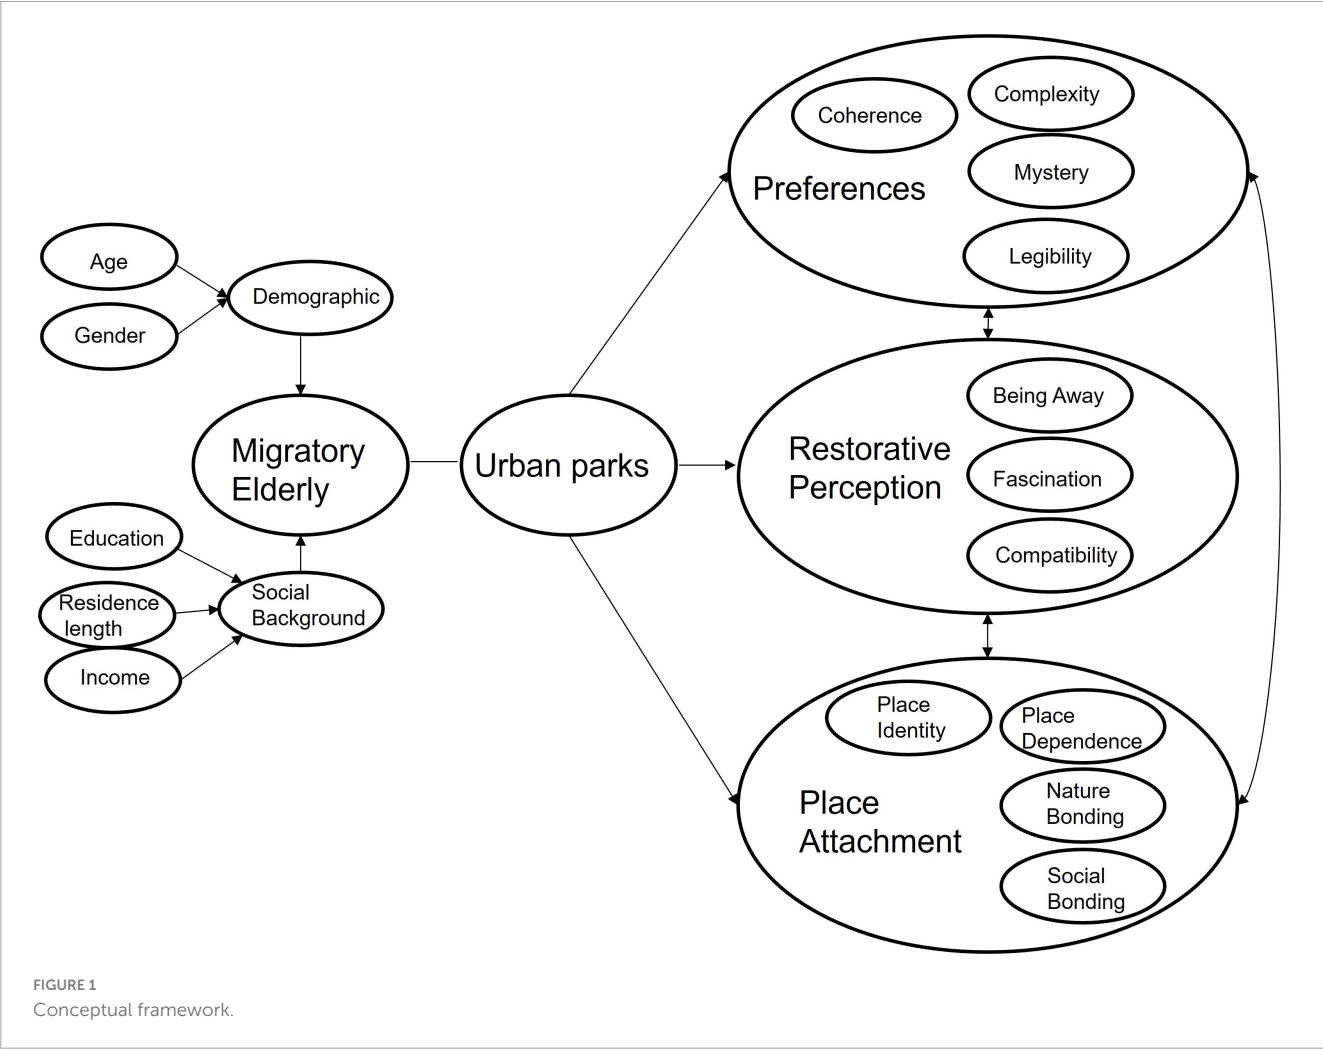 Coherence
Complexity
Mystery
Preferences
Legibility
Age
Gender
Demographic
Migratory
Elderly
Urban parks
Education
Residence
length
Income
Social
Background
Being Away
Restorative
Perception
Fascination
Compatibility
Place
Identity
Place
Dependence
Place
Attachment
Nature
Bonding
Social
Bonding
FIGURE 1
Conceptual framework.